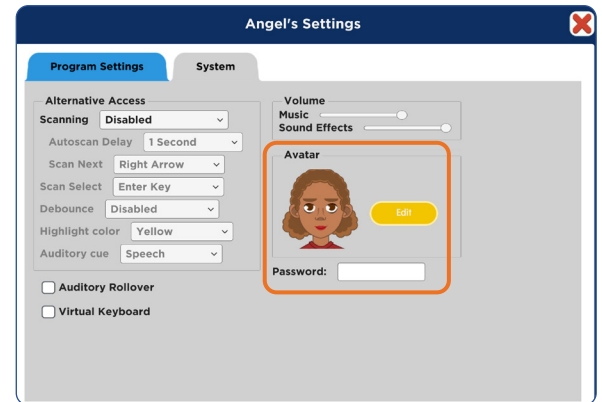 Angel's Settings
Program Settings
System
Alternative Access
Scanning Disabled
Autoscan Delay 1 Second
Scan Next Right Arrow
Scan Select Enter Key
Debounce Disabled
Highlight color Yellow
Auditory cue Speech
Auditory Rollover
Virtual Keyboard
Volume
Music
Sound Effects
Avatar
Edit
Password: